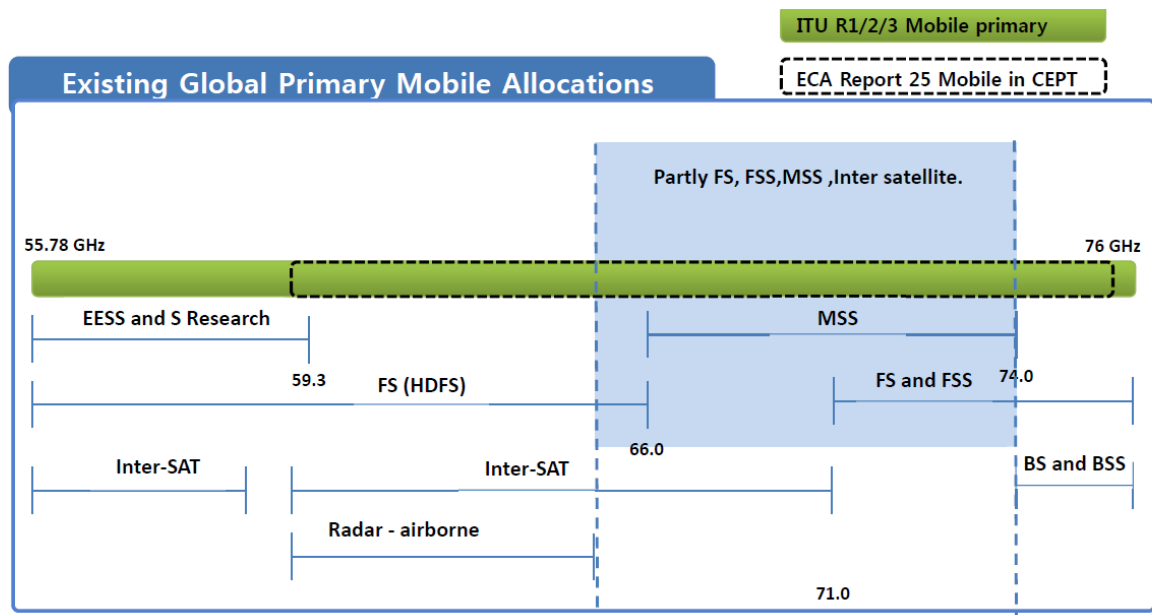 ITU R1/2/3 Mobile primary
Existing Global Primary Mobile Allocations
ECA Report 25 Mobile in CEPT
Partly FS, FSS,MSS ,Inter satellite.
55.78 GHz
76 GHz
EESS and S Research
MSS
59.3
FS (HDFS)
FS and FSS
74.0
66.0
Inter-SAT
Inter-SAT
BS and BSS
Radar - airborne
71.0